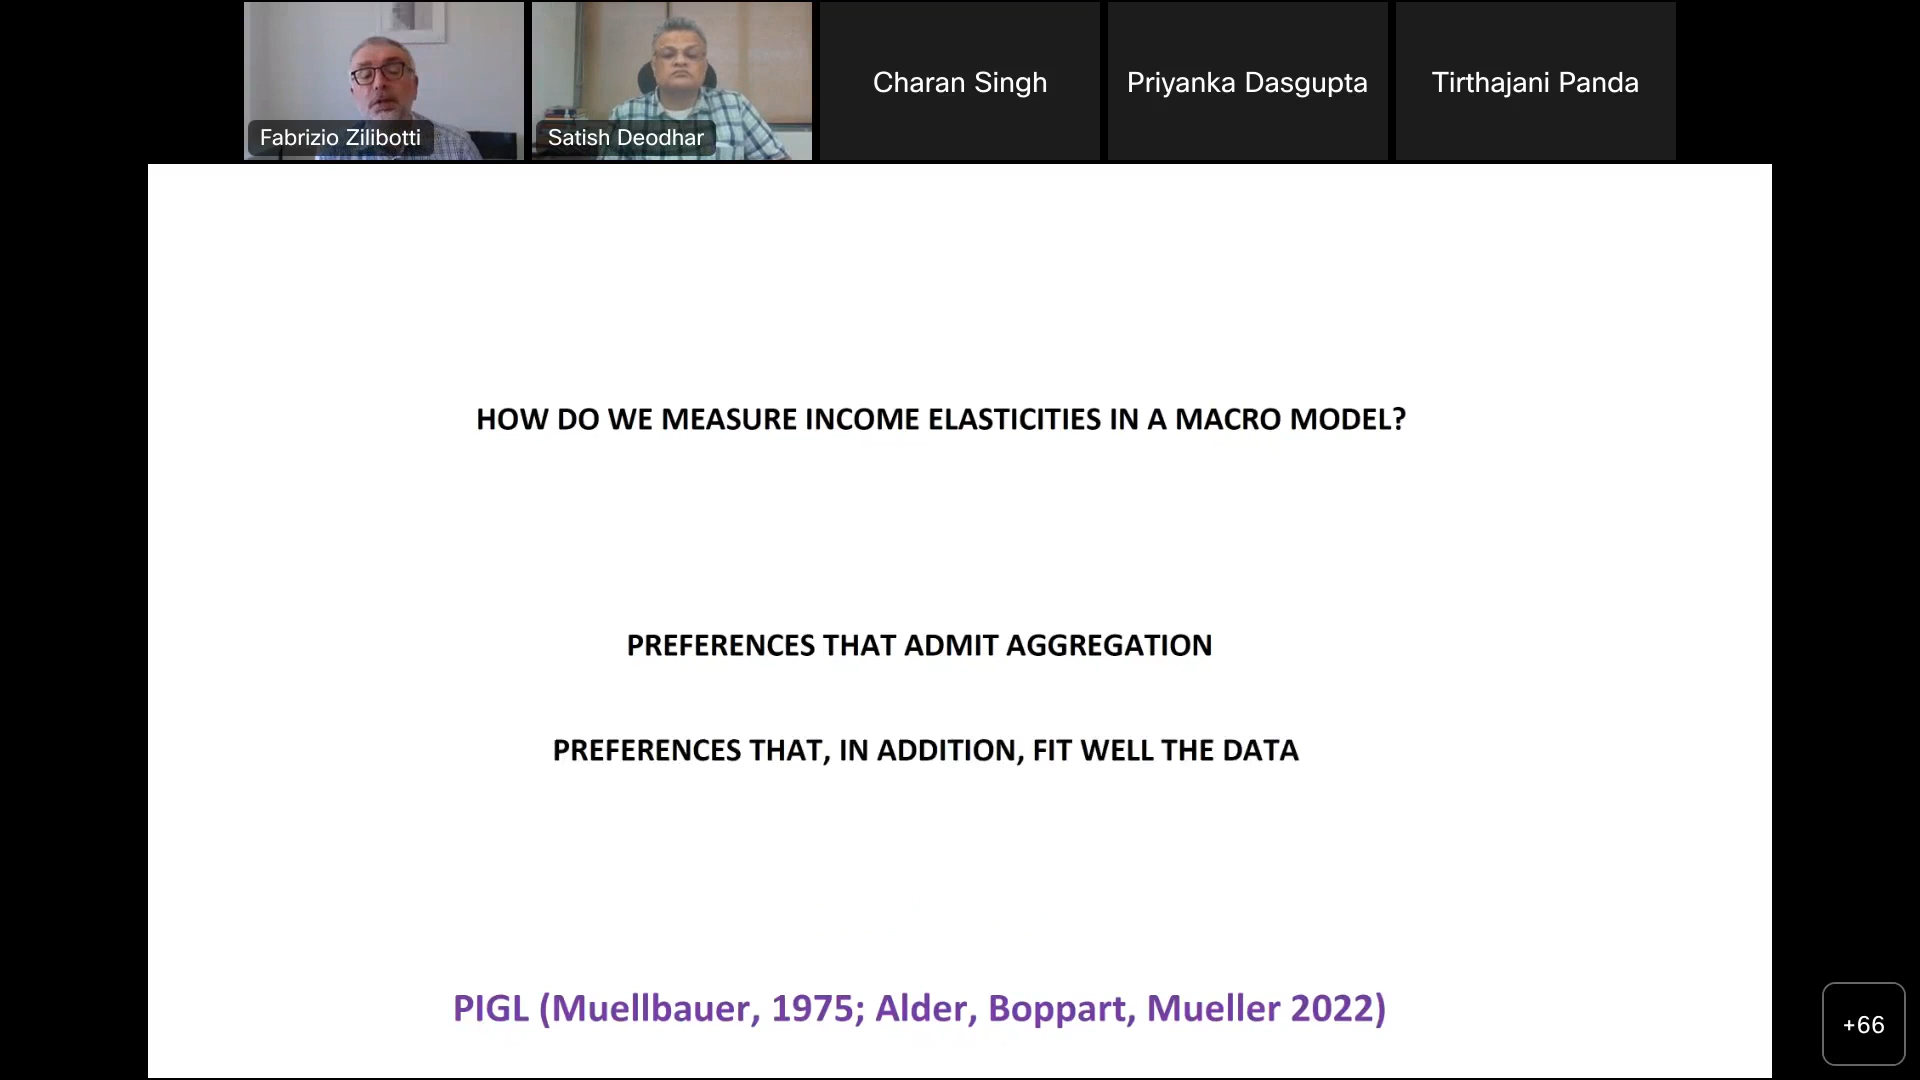 Fabrizio Zilibotti
Satish Deodhar
Charan Singh
Priyanka Dasgupta
Tirthajani Panda
HOW DO WE MEASURE INCOME ELASTICITIES IN A MACRO MODEL?
PREFERENCES THAT ADMIT AGGREGATION
PREFERENCES THAT, IN ADDITION, FIT WELL THE DATA
PIGL (Muellbauer, 1975; Alder, Boppart, Mueller 2022)
+66